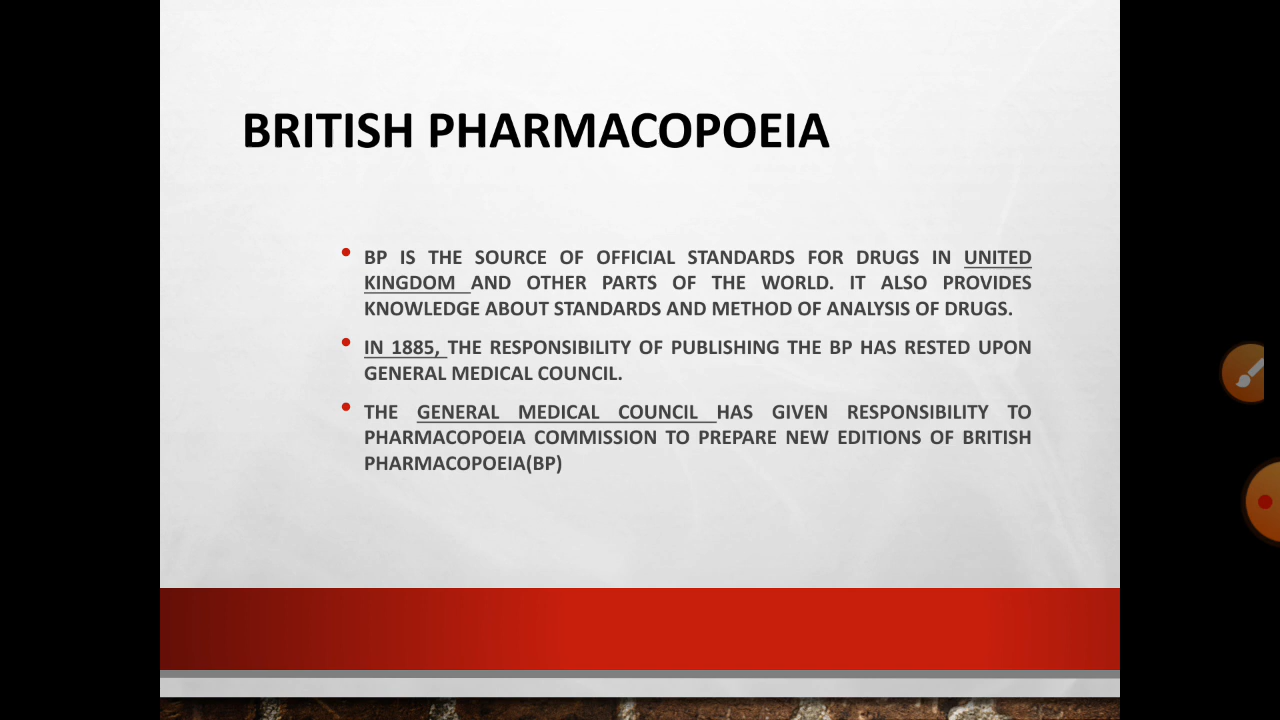 BRITISH PHARMACOPOEIA
• BP IS THE SOURCE OF OFFICIAL STANDARDS FOR DRUGS IN UNITED
KINGDOM AND OTHER PARTS OF THE WORLD. IT ALSO PROVIDES
KNOWLEDGE ABOUT STANDARDS AND METHOD OF ANALYSIS OF DRUGS.
• IN 1885, THE RESPONSIBILITY OF PUBLISHING THE BP HAS RESTED UPON
GENERAL MEDICAL COUNCIL.
• THE GENERAL MEDICAL COUNCIL HAS GIVEN RESPONSIBILITY TO
PHARMACOPOEIA COMMISSION TO PREPARE NEW EDITIONS OF BRITISH
PHARMACOPOEIA(BP)